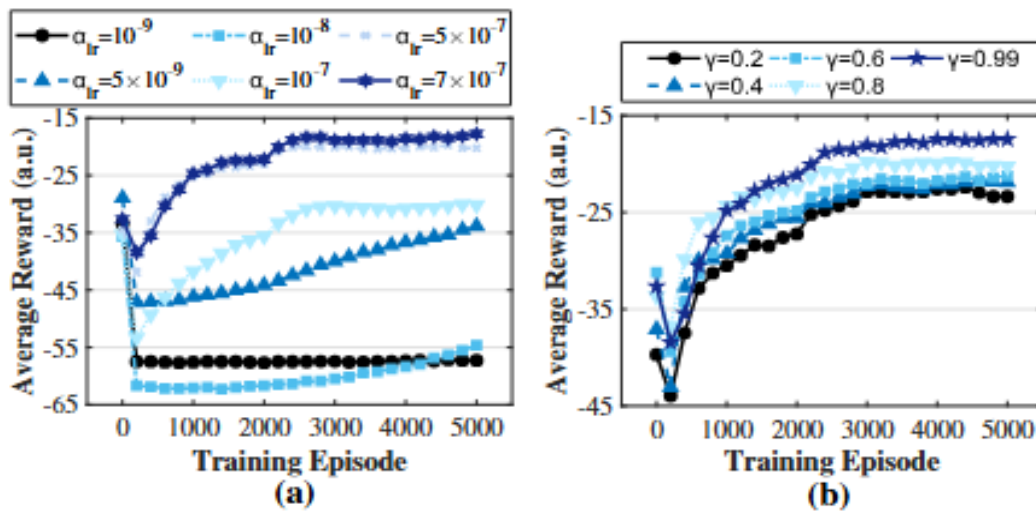 α_lr=10^-9 α_lr=10^-8 α_lr=5×10^-7
α_lr=5×10^-9 α_lr=10^-7 α_lr=7×10^-7
-15
-25
-35
-45
-55
-65
Average Reward (a.u.)
0 1000 2000 3000 4000 5000
Training Episode
(a)
γ=0.2 γ=0.6 γ=0.99
γ=0.4 γ=0.8
-15
-25
-35
-45
Average Reward (a.u.)
0 1000 2000 3000 4000 5000
Training Episode
(b)